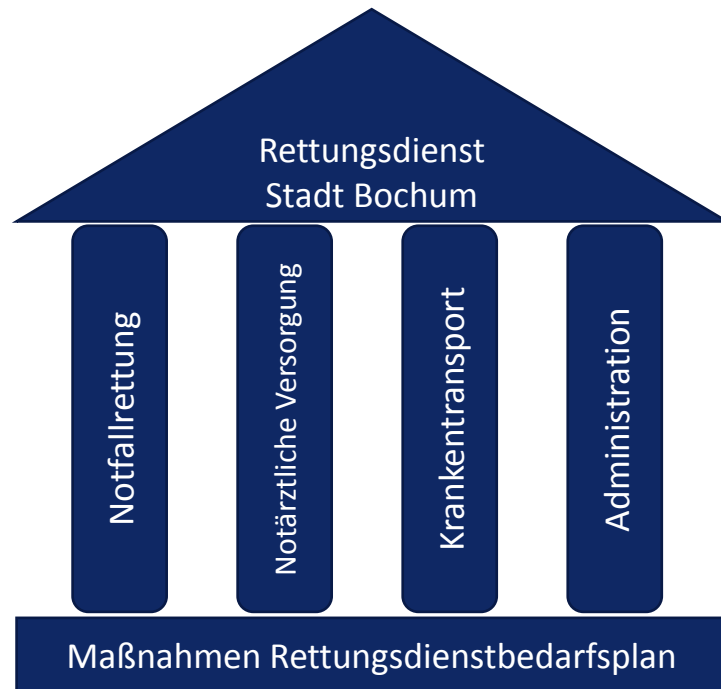 Rettungsdienst
Stadt Bochum
Notfallrettung
Notärztliche Versorgung
Krankentransport
Administration
Maßnahmen Rettungsdienstbedarfsplan